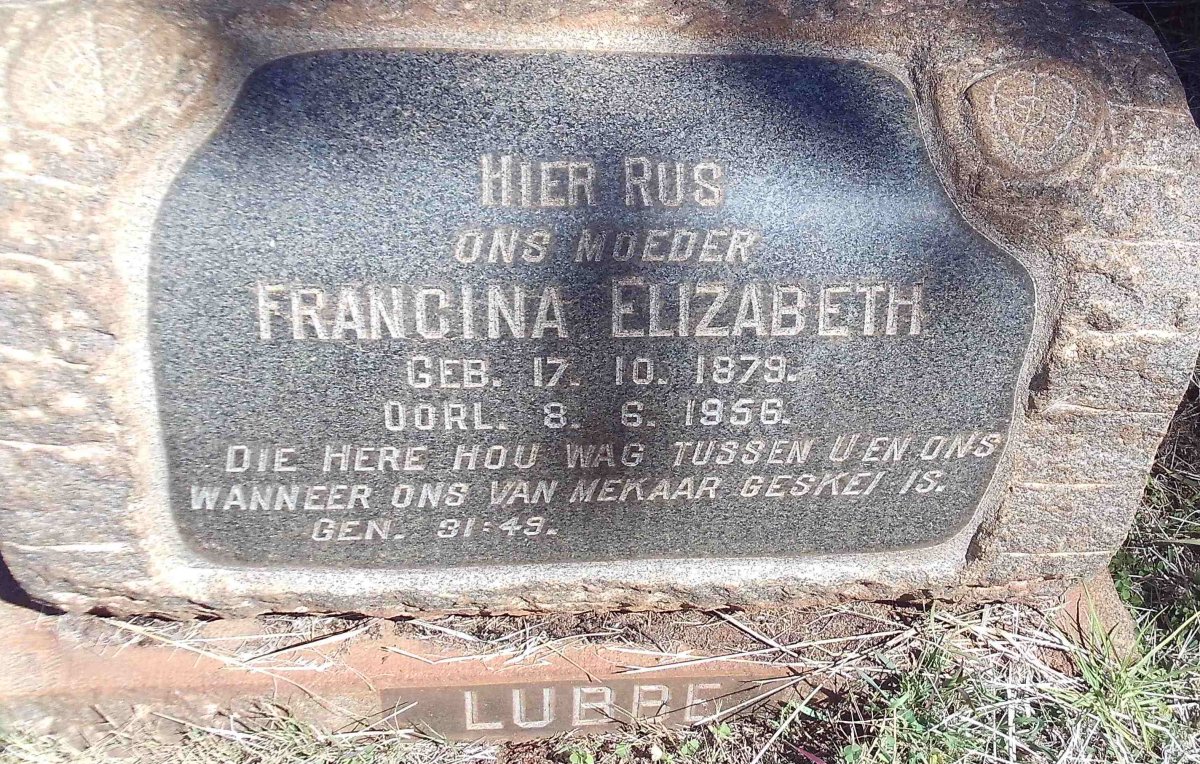 HIER RUS
ONS MOEDER
FRANCINA ELIZABETH
GEB. 17. 10. 1879.
OORL. 8. 6. 1956.
DIE HERE HOU WAG TUSSEN U EN ONS
WANNEER ONS VAN MEKAAR GESKEI IS.
GEN. 31:49.
LUBBE